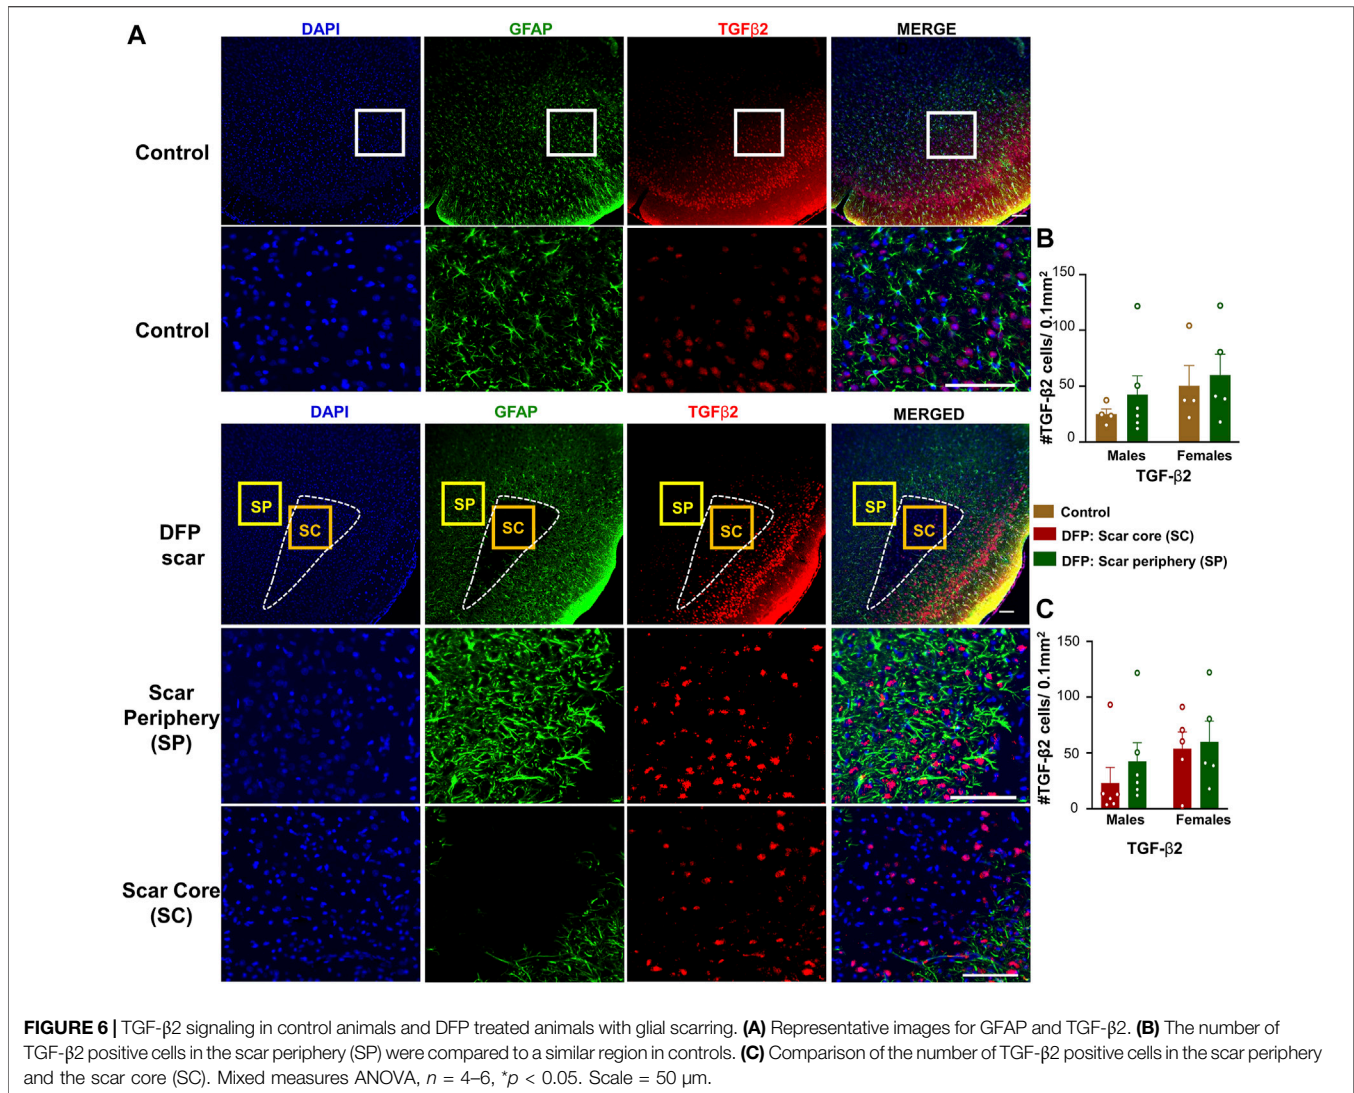 A
DAPI GFAP TGFβ2 MERGE
Control
Control
DAPI GFAP TGFβ2 MERGED
SP SC SP SC SP SC SP SC
DFP
scar
Scar
Periphery
(SP)
Scar Core
(SC)
B
#TGF-β2 cells/ 0.1mm²
150
100
50
0
Males Females
TGF-β2
Control
DFP: Scar core (SC)
DFP: Scar periphery (SP)
C
#TGF-β2 cells/ 0.1mm²
150
100
50
0
Males Females
TGF-β2
FIGURE 6 | TGF-β2 signaling in control animals and DFP treated animals with glial scarring. (A) Representative images for GFAP and TGF-β2. (B) The number of
TGF-β2 positive cells in the scar periphery (SP) were compared to a similar region in controls. (C) Comparison of the number of TGF-β2 positive cells in the scar periphery
and the scar core (SC). Mixed measures ANOVA, n = 4–6, *p < 0.05. Scale = 50 µm.